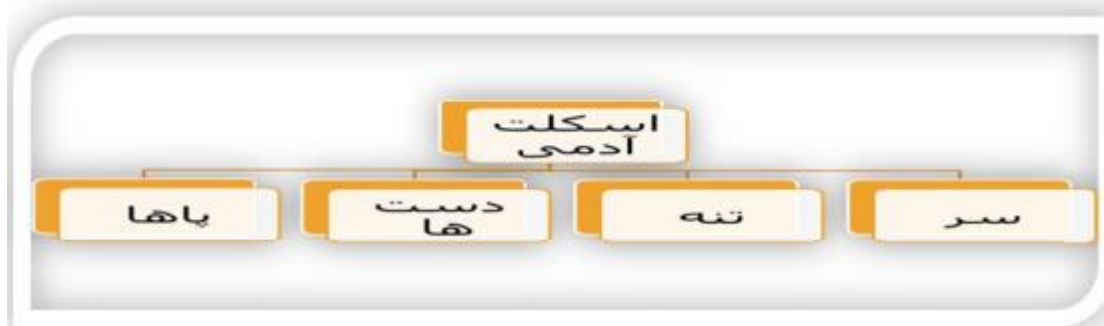 اسکلت
آدمی
سر
تنه
دست
ها
پاها